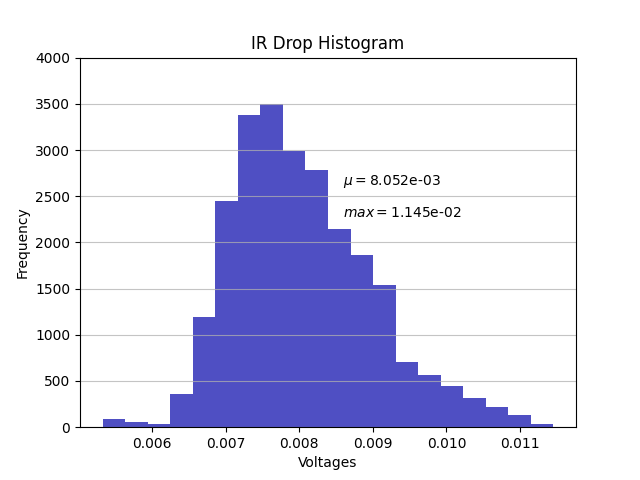 IR Drop Histogram
4000
3500
3000
2500
2000
1500
1000
500
0
Frequency
μ = 8.052e-03
max = 1.145e-02
0.006 0.007 0.008 0.009 0.010 0.011
Voltages